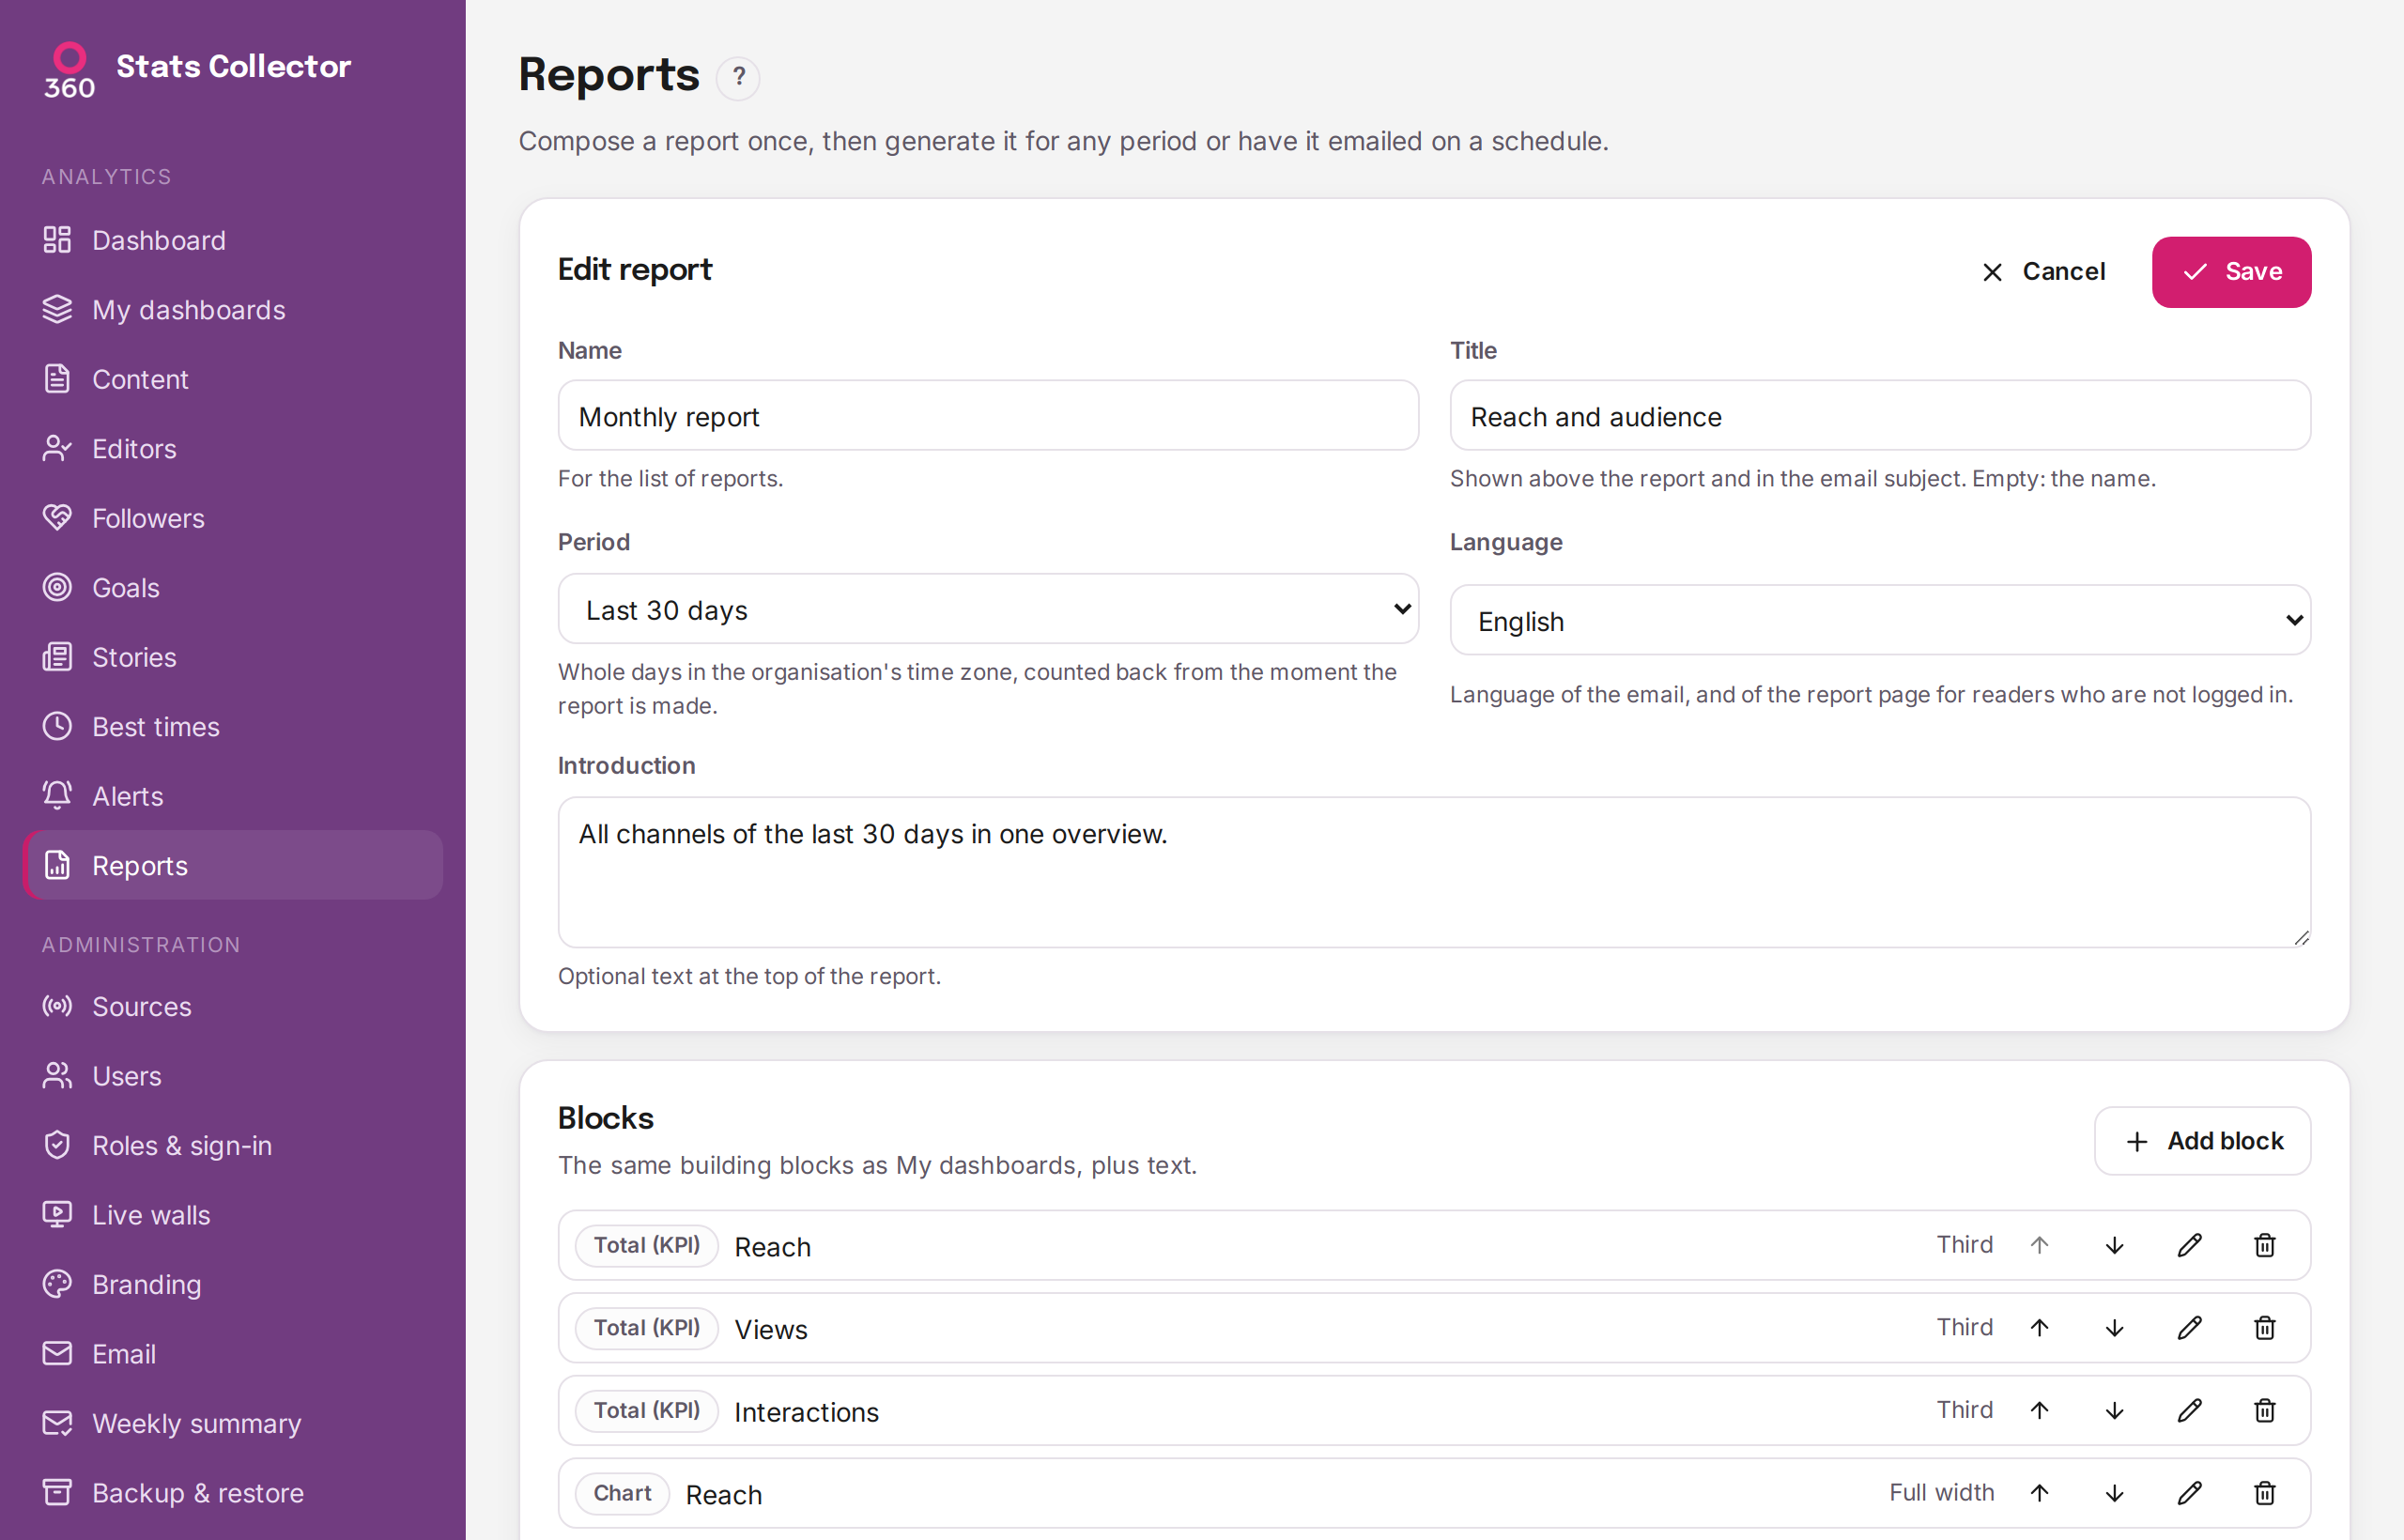 360
Stats Collector
ANALYTICS
Dashboard
My dashboards
Content
Editors
Followers
Goals
Stories
Best times
Alerts
Reports
ADMINISTRATION
Sources
Users
Roles & sign-in
Live walls
Branding
Email
Weekly summary
Backup & restore
Reports ?
Compose a report once, then generate it for any period or have it emailed on a schedule.
Edit report
Cancel
Save
Name
Monthly report
For the list of reports.
Title
Reach and audience
Shown above the report and in the email subject. Empty: the name.
Period
Last 30 days
Whole days in the organisation's time zone, counted back from the moment the
report is made.
Language
English
Language of the email, and of the report page for readers who are not logged in.
Introduction
All channels of the last 30 days in one overview.
Optional text at the top of the report.
Blocks
The same building blocks as My dashboards, plus text.
Add block
Total (KPI) Reach Third
Total (KPI) Views Third
Total (KPI) Interactions Third
Chart Reach Full width